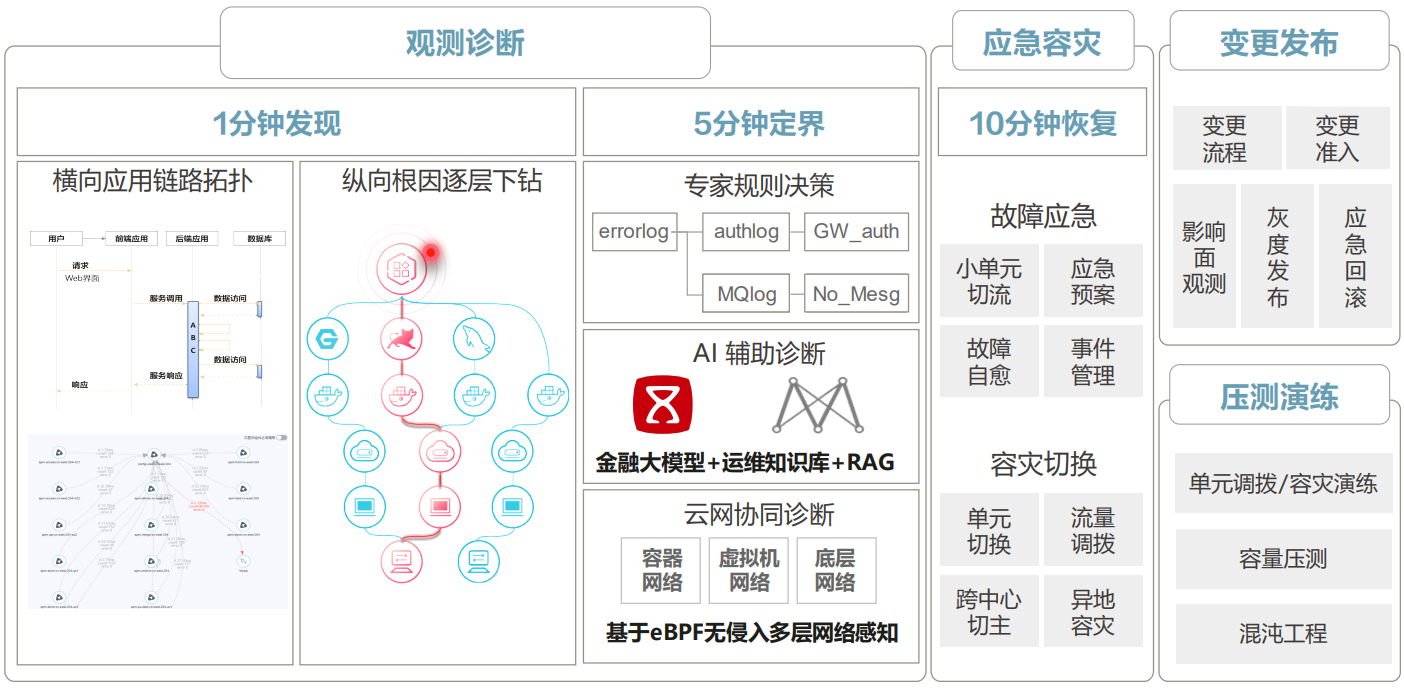 观测诊断
1分钟发现
横向应用链路拓扑
用户
前端应用
后端应用
数据库
请求
Web界面
服务调用
数据访问
A
B
C
数据访问
服务响应
响应
纵向根因逐层下钻
5分钟定界
专家规则决策
errorlog
authlog
GW_auth
MQlog
No_Mesg
AI 辅助诊断
金融大模型+运维知识库+RAG
云网协同诊断
容器
网络
虚拟机
网络
底层
网络
基于eBPF无侵入多层网络感知
应急容灾
10分钟恢复
故障应急
小单元
切流
应急
预案
故障
自愈
事件
管理
容灾切换
单元
切换
流量
调拨
跨中心
切主
异地
容灾
变更发布
变更
流程
变更
准入
影响
面
观测
灰
度
发
布
应
急
回
滚
压测演练
单元调拨/容灾演练
容量压测
混沌工程